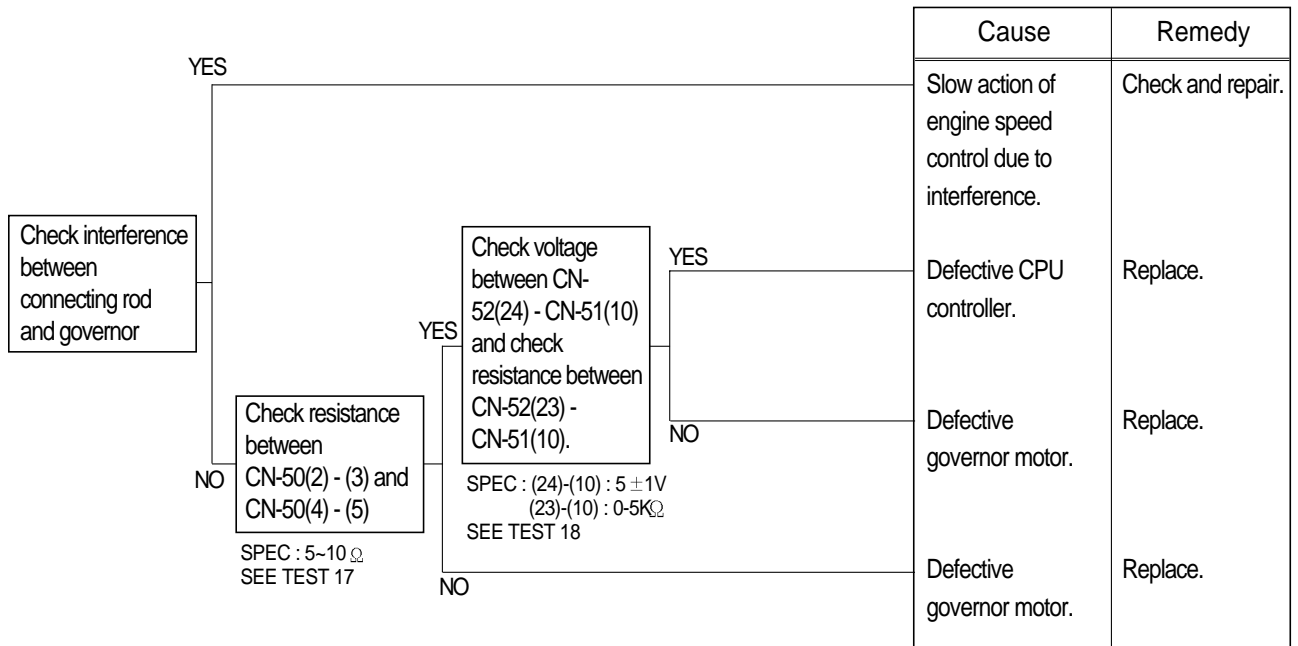 Cause
Remedy
YES
Slow action of
engine speed
control due to
interference.
Check and repair.
Check interference
between
connecting rod
and governor
YES
Check voltage
between CN-
52(24) - CN-51(10)
and check
resistance between
CN-52(23) -
CN-51(10).
YES
Defective CPU
controller.
Replace.
NO
Check resistance
between
CN-50(2) - (3) and
CN-50(4) - (5)
NO
Defective
governor motor.
Replace.
SPEC : (24)-(10) : 5 ±1V
(23)-(10) : 0-5KΩ
SEE TEST 18
SPEC : 5~10 Ω
SEE TEST 17
NO
Defective
governor motor.
Replace.